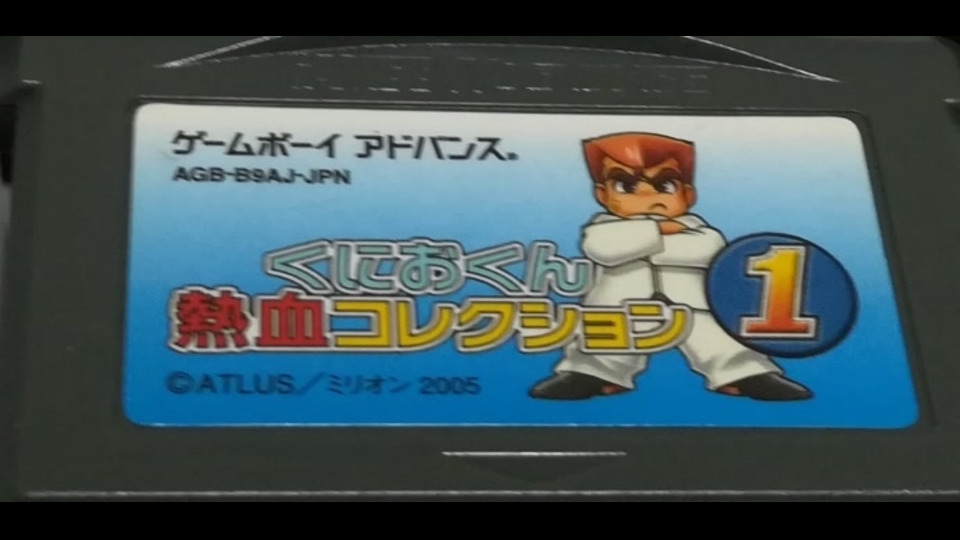 ゲームボーイ アドバンス®
AGB-B9AJ-JPN
くにおくん
熱血コレクション
1
©ATLUS/ミリオン 2005